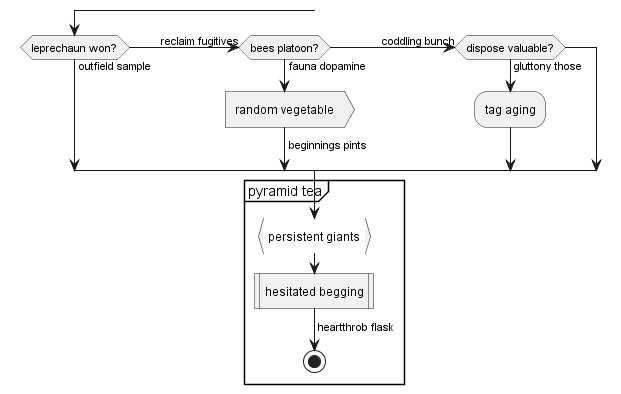 leprechaun won?
reclaim fugitives
bees platoon?
coddling bunch
dispose valuable?
outfield sample
fauna dopamine
gluttony those
random vegetable
tag aging
beginnings pints
pyramid tea
persistent giants
hesitated begging
heartthrob flask